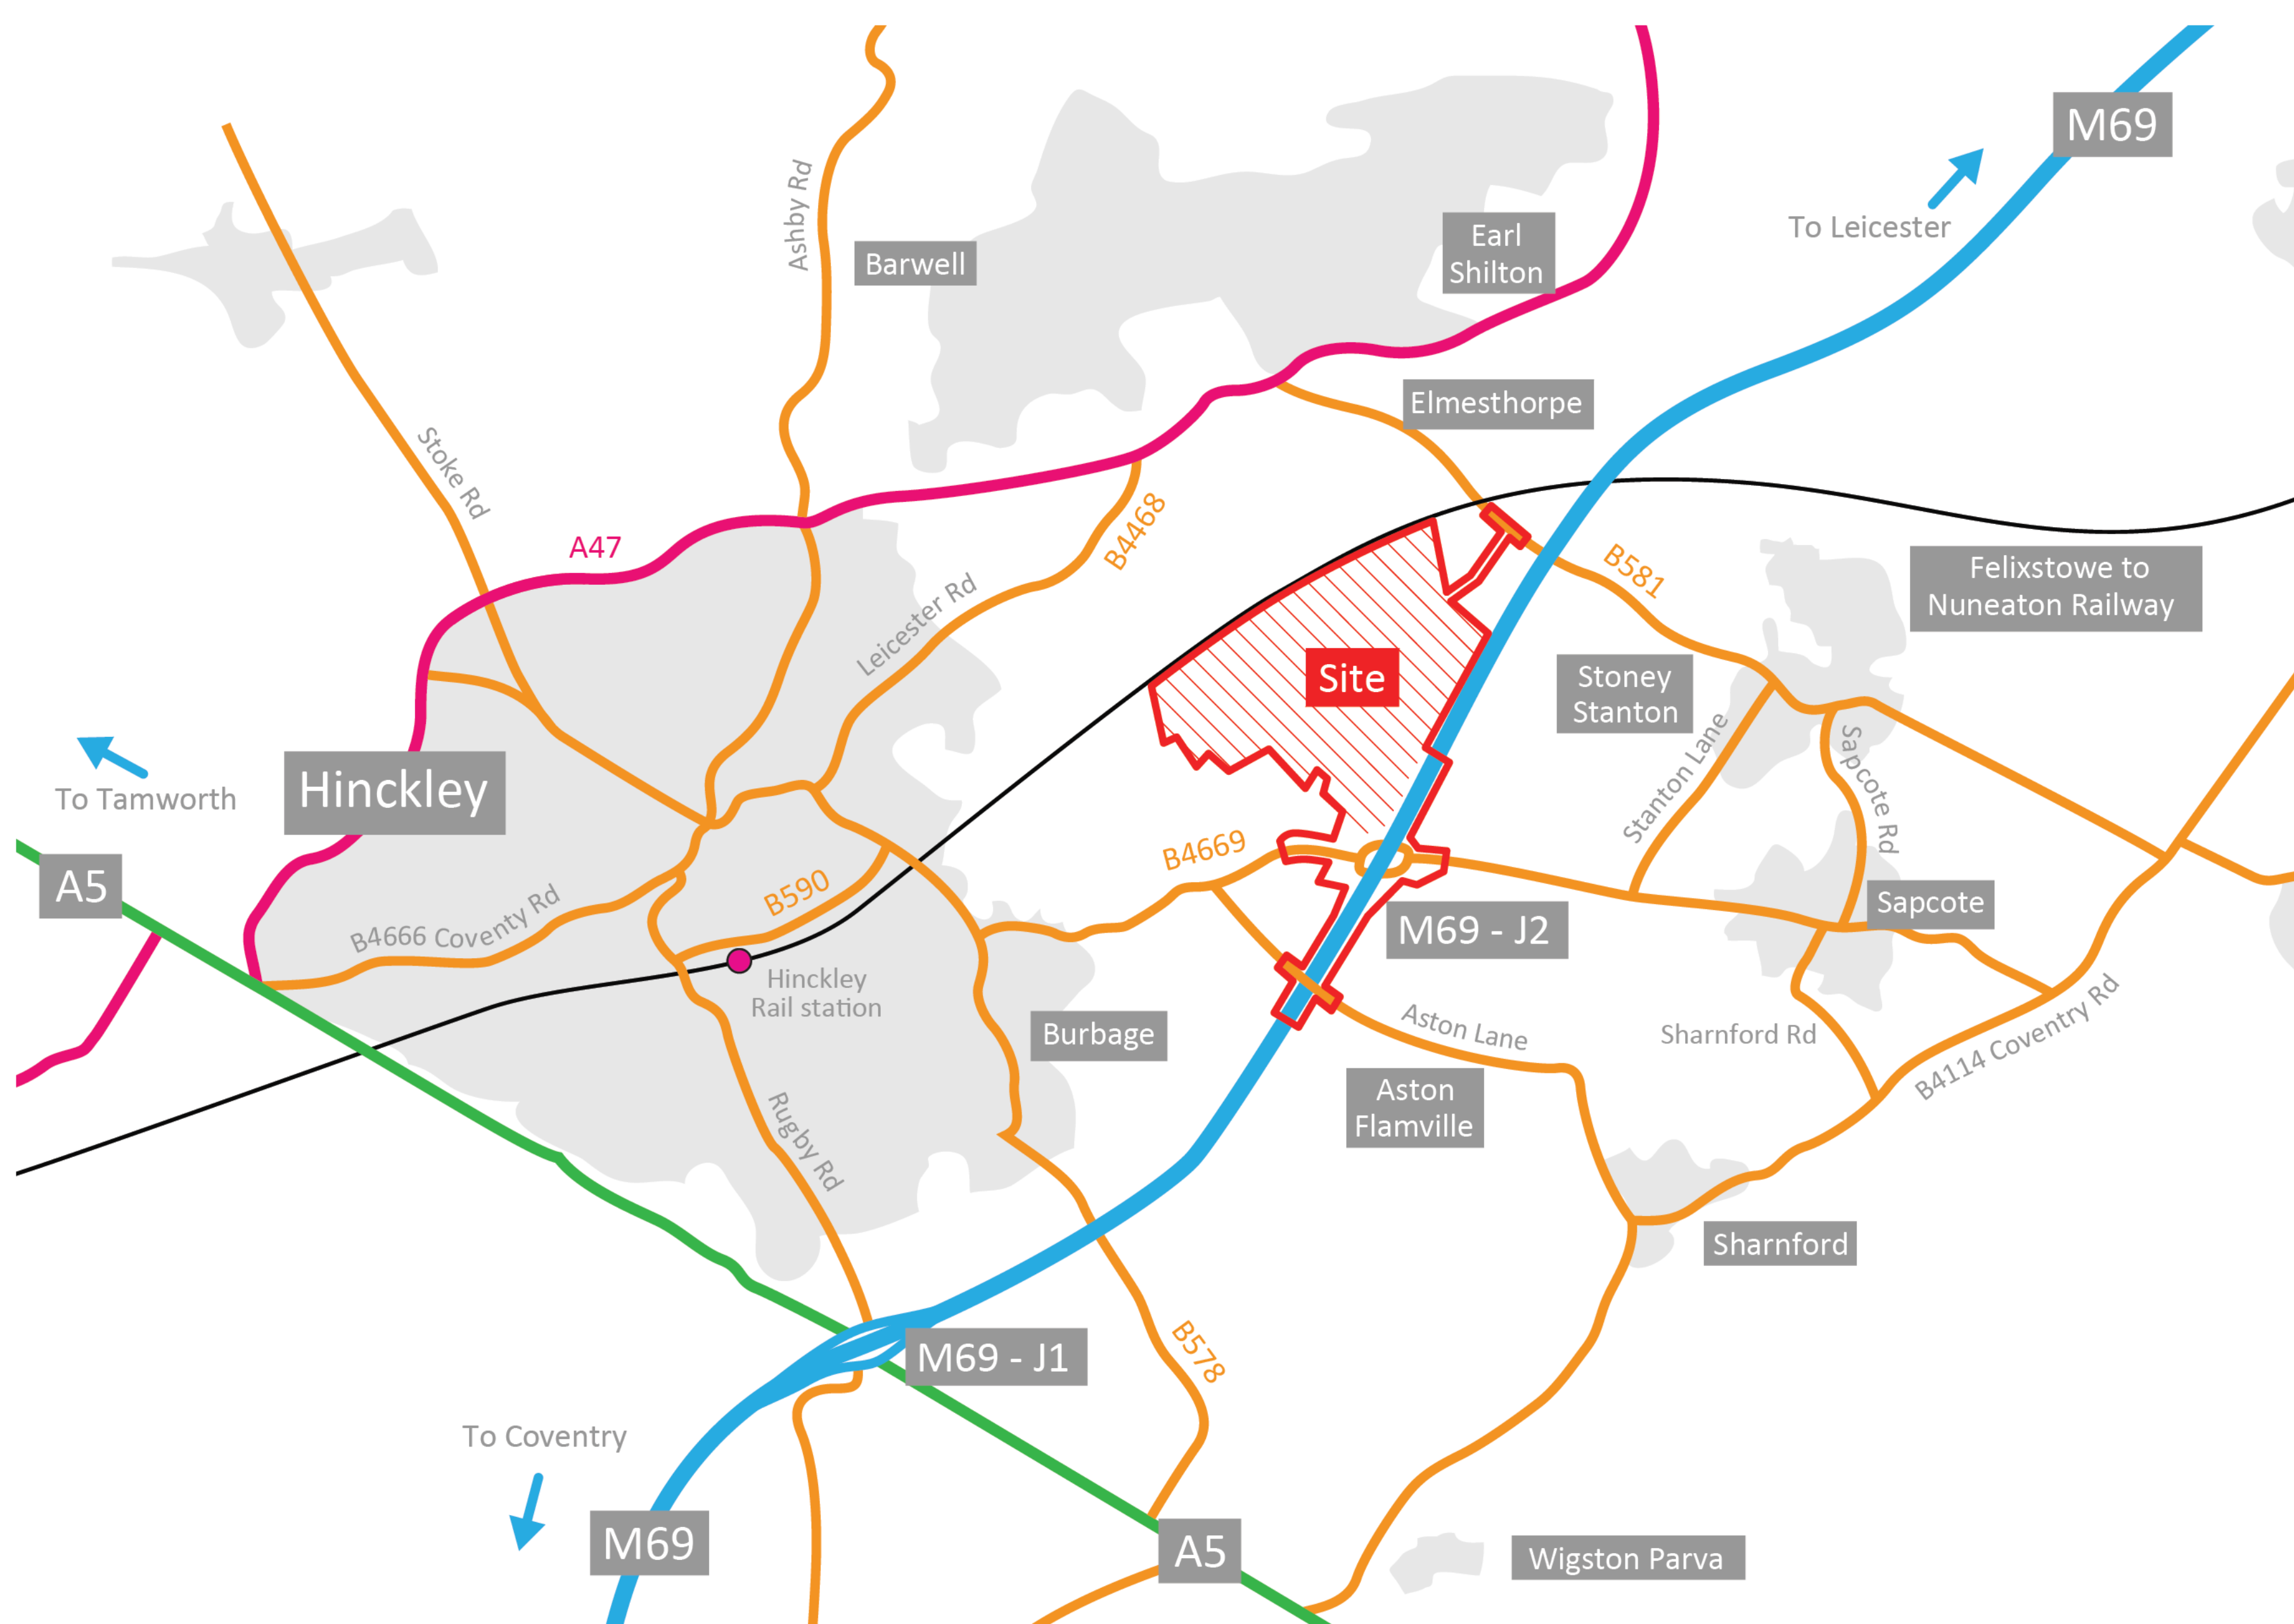 M69
Ashby Rd
To Leicester
Barwell
Earl
Shilton
Elmesthorpe
Stoke Rd
A47
B4468
B581
Felixstowe to
Nuneaton Railway
Leicester Rd
Site
Stoney
Stanton
Stanton Lane
Sapcote Rd
To Tamworth
Hinckley
A5
B4669
B590
B4666 Coventy Rd
Sapcote
M69 - J2
Hinckley
Rail station
Burbage
Aston Lane
Sharnford Rd
B4114 Coventry Rd
Aston
Flamville
Rugby Rd
Sharnford
M69 - J1
B578
To Coventry
M69
A5
Wigston Parva